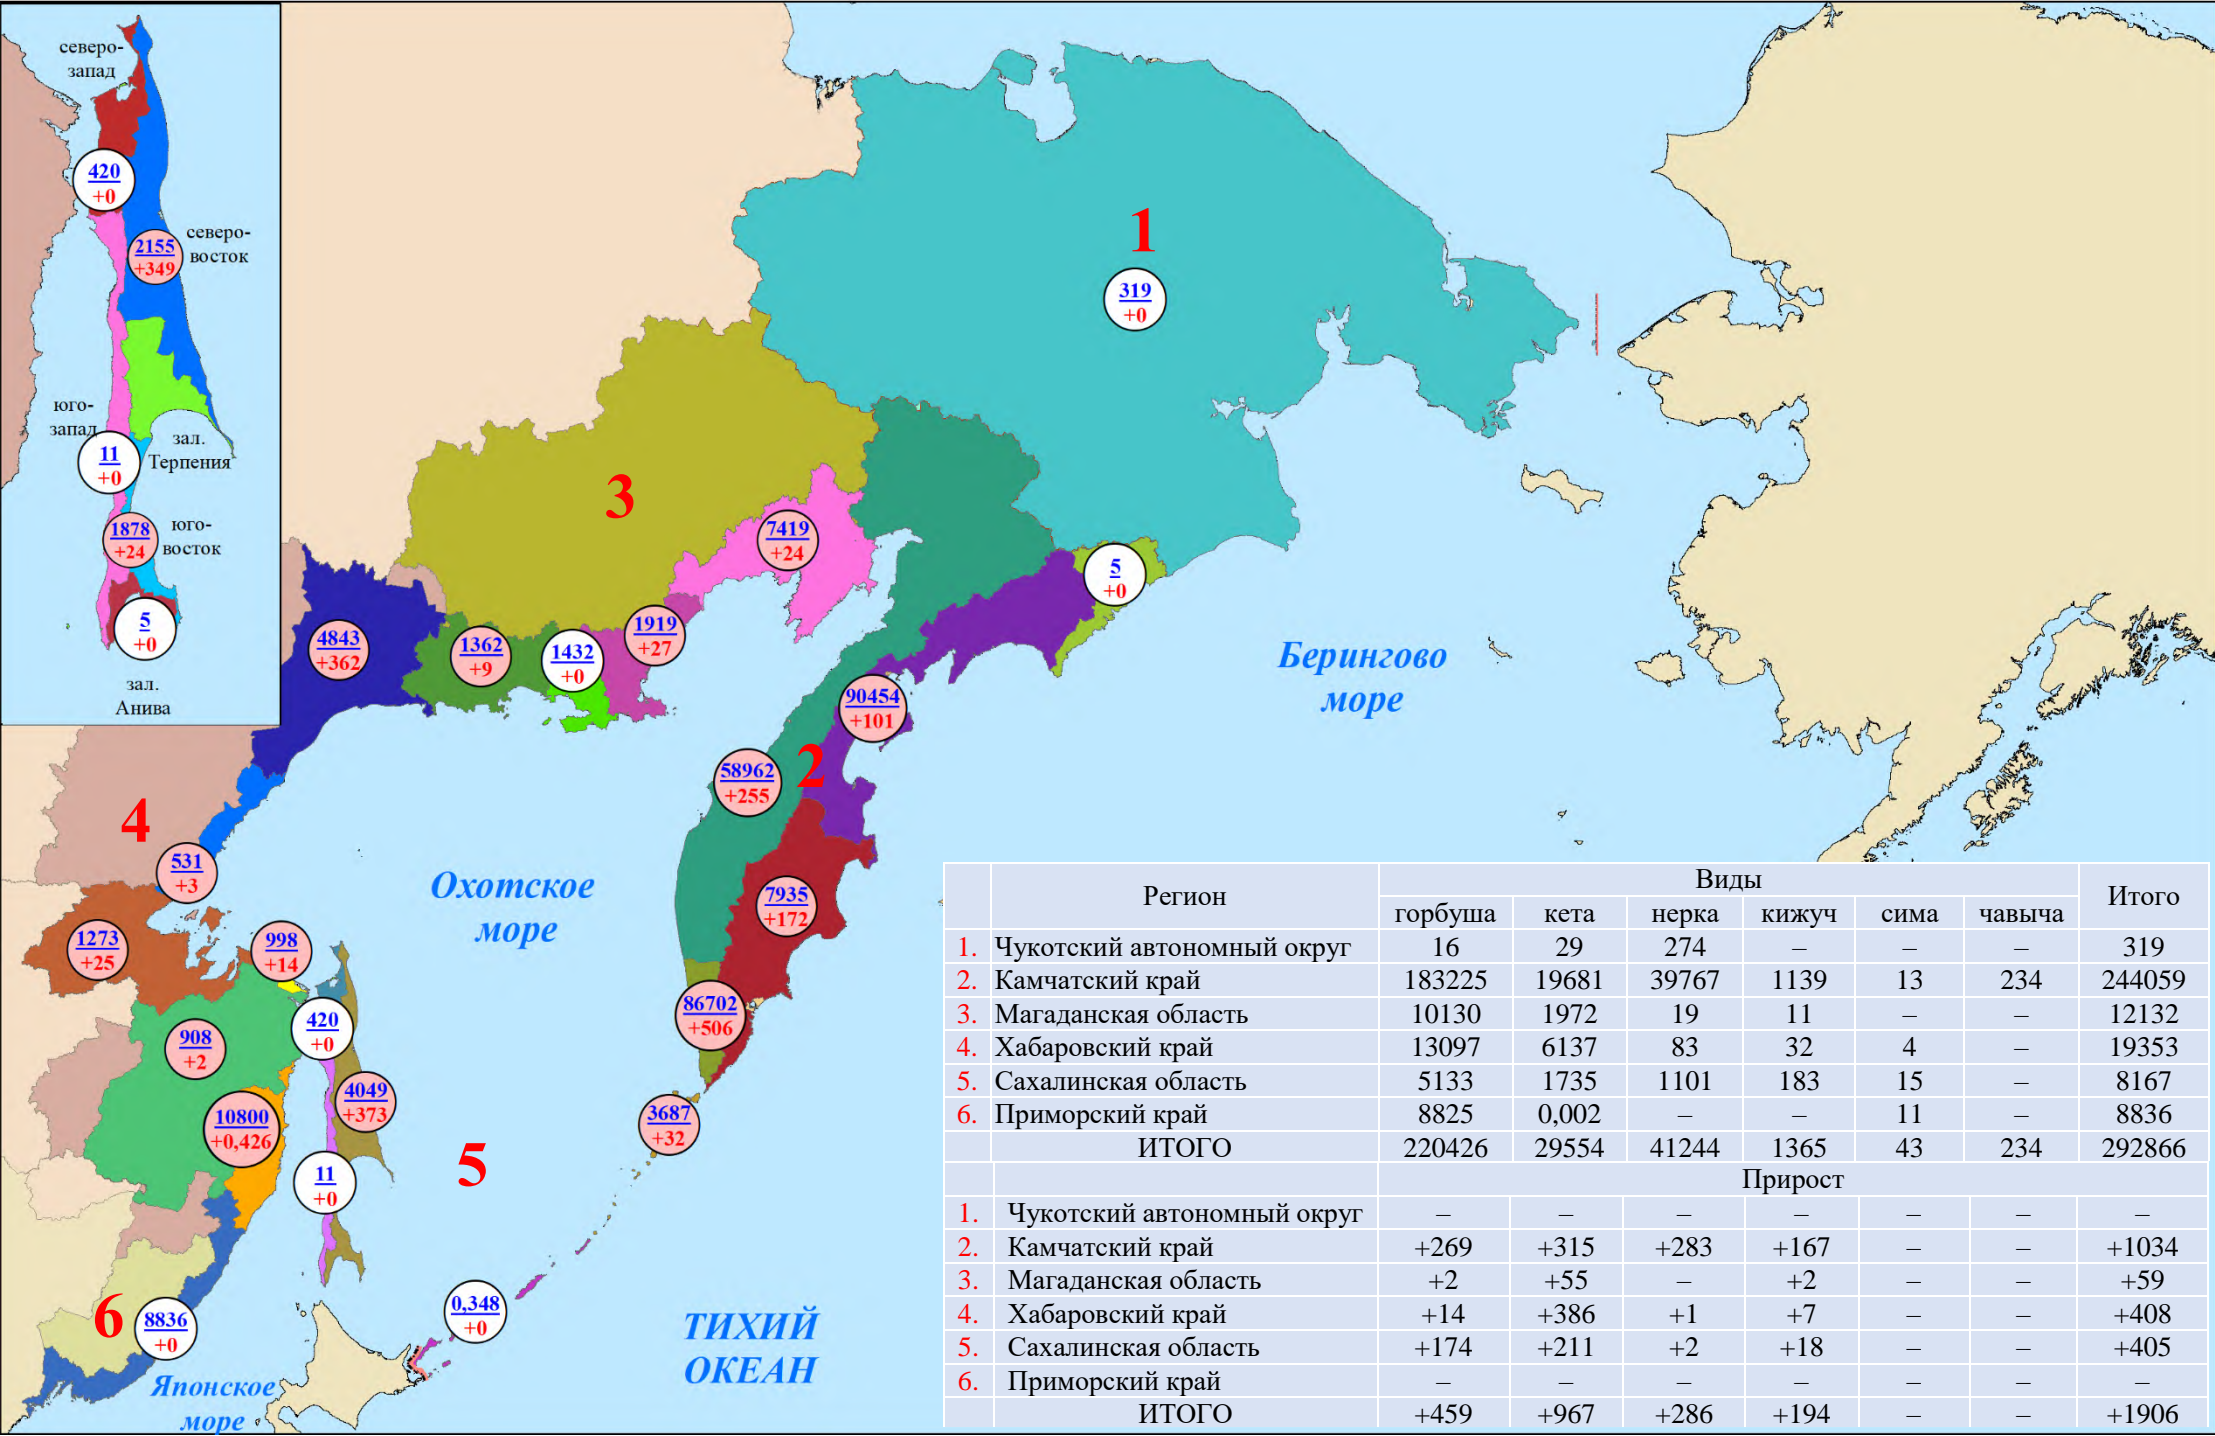 северо-
запад
420
+0
северо-
восток
2155
+349
юго-
запад
11
+0
зал.
Терпения
1878
+24
юго-
восток
5
+0
зал.
Анива
1
319
+0
3
7419
+24
5
+0
4843
+362
1362
+9
1432
+0
1919
+27
Берингово
море
90454
+101
2
58962
+255
4
531
+3
Охотское
море
7935
+172
1273
+25
998
+14
86702
+506
420
+0
908
+2
4049
+373
10800
+0,426
3687
+32
5
11
+0
6
8836
+0
0,348
+0
ТИХИЙ
ОКЕАН
Японское
море
Регион Виды Итого
горбуша кета нерка кижуч сима чавыча
1. Чукотский автономный округ 16 29 274 – – – 319
2. Камчатский край 183225 19681 39767 1139 13 234 244059
3. Магаданская область 10130 1972 19 11 – – 12132
4. Хабаровский край 13097 6137 83 32 4 – 19353
5. Сахалинская область 5133 1735 1101 183 15 – 8167
6. Приморский край 8825 0,002 – – 11 – 8836
ИТОГО 220426 29554 41244 1365 43 234 292866
Прирост
1. Чукотский автономный округ – – – – – – –
2. Камчатский край +269 +315 +283 +167 – – +1034
3. Магаданская область +2 +55 – +2 – – +59
4. Хабаровский край +14 +386 +1 +7 – – +408
5. Сахалинская область +174 +211 +2 +18 – – +405
6. Приморский край – – – – – – –
ИТОГО +459 +967 +286 +194 – – +1906